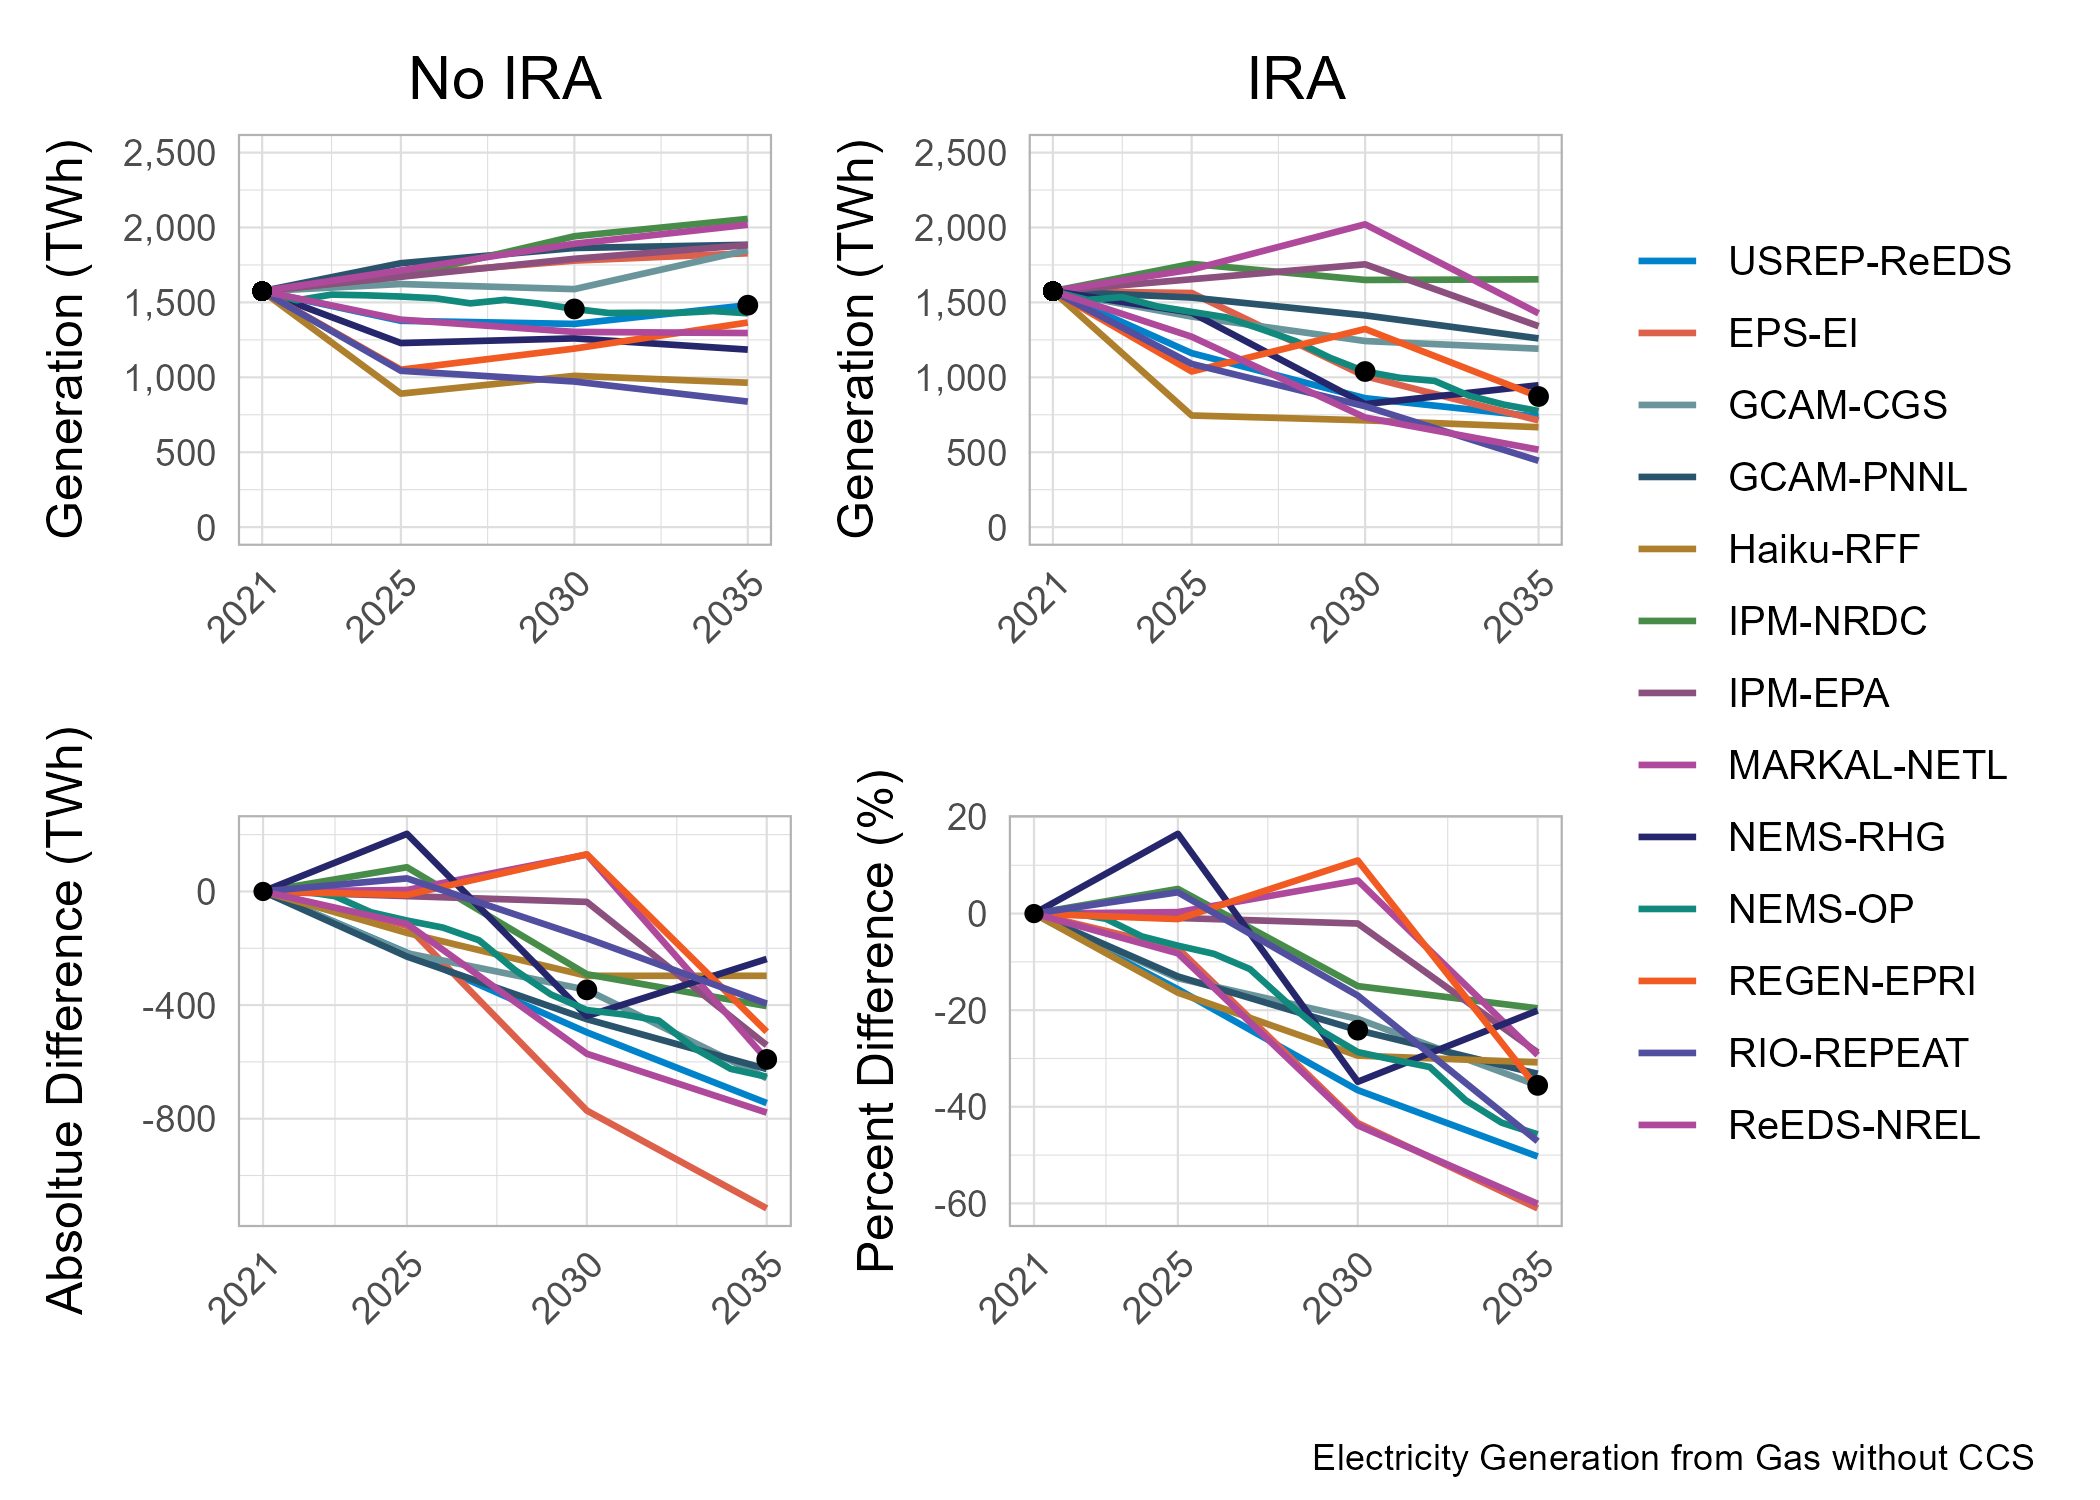 No IRA
IRA
Generation (TWh)
2,500
2,000
1,500
1,000
500
0
2021
2025
2030
2035
Generation (TWh)
2,500
2,000
1,500
1,000
500
0
2021
2025
2030
2035
Absoltue Difference (TWh)
0
-400
-800
2021
2025
2030
2035
Percent Difference (%)
20
0
-20
-40
-60
2021
2025
2030
2035
USREP-ReEDS
EPS-EI
GCAM-CGS
GCAM-PNNL
Haiku-RFF
IPM-NRDC
IPM-EPA
MARKAL-NETL
NEMS-RHG
NEMS-OP
REGEN-EPRI
RIO-REPEAT
ReEDS-NREL
Electricity Generation from Gas without CCS